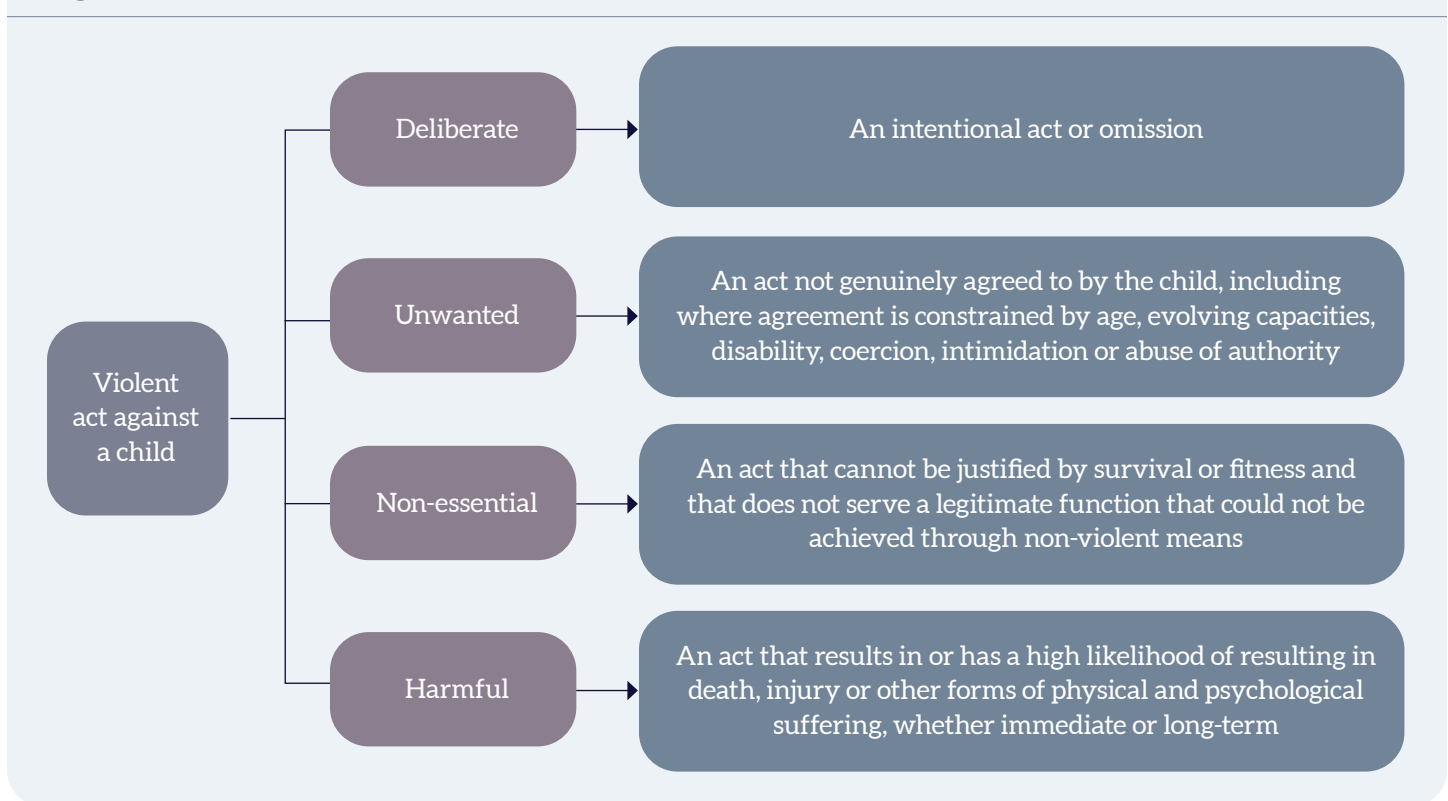 Deliberate
An intentional act or omission
Unwanted
An act not genuinely agreed to by the child, including
where agreement is constrained by age, evolving capacities,
disability, coercion, intimidation or abuse of authority
Violent
act against
a child
Non-essential
An act that cannot be justified by survival or fitness and
that does not serve a legitimate function that could not be
achieved through non-violent means
Harmful
An act that results in or has a high likelihood of resulting in
death, injury or other forms of physical and psychological
suffering, whether immediate or long-term